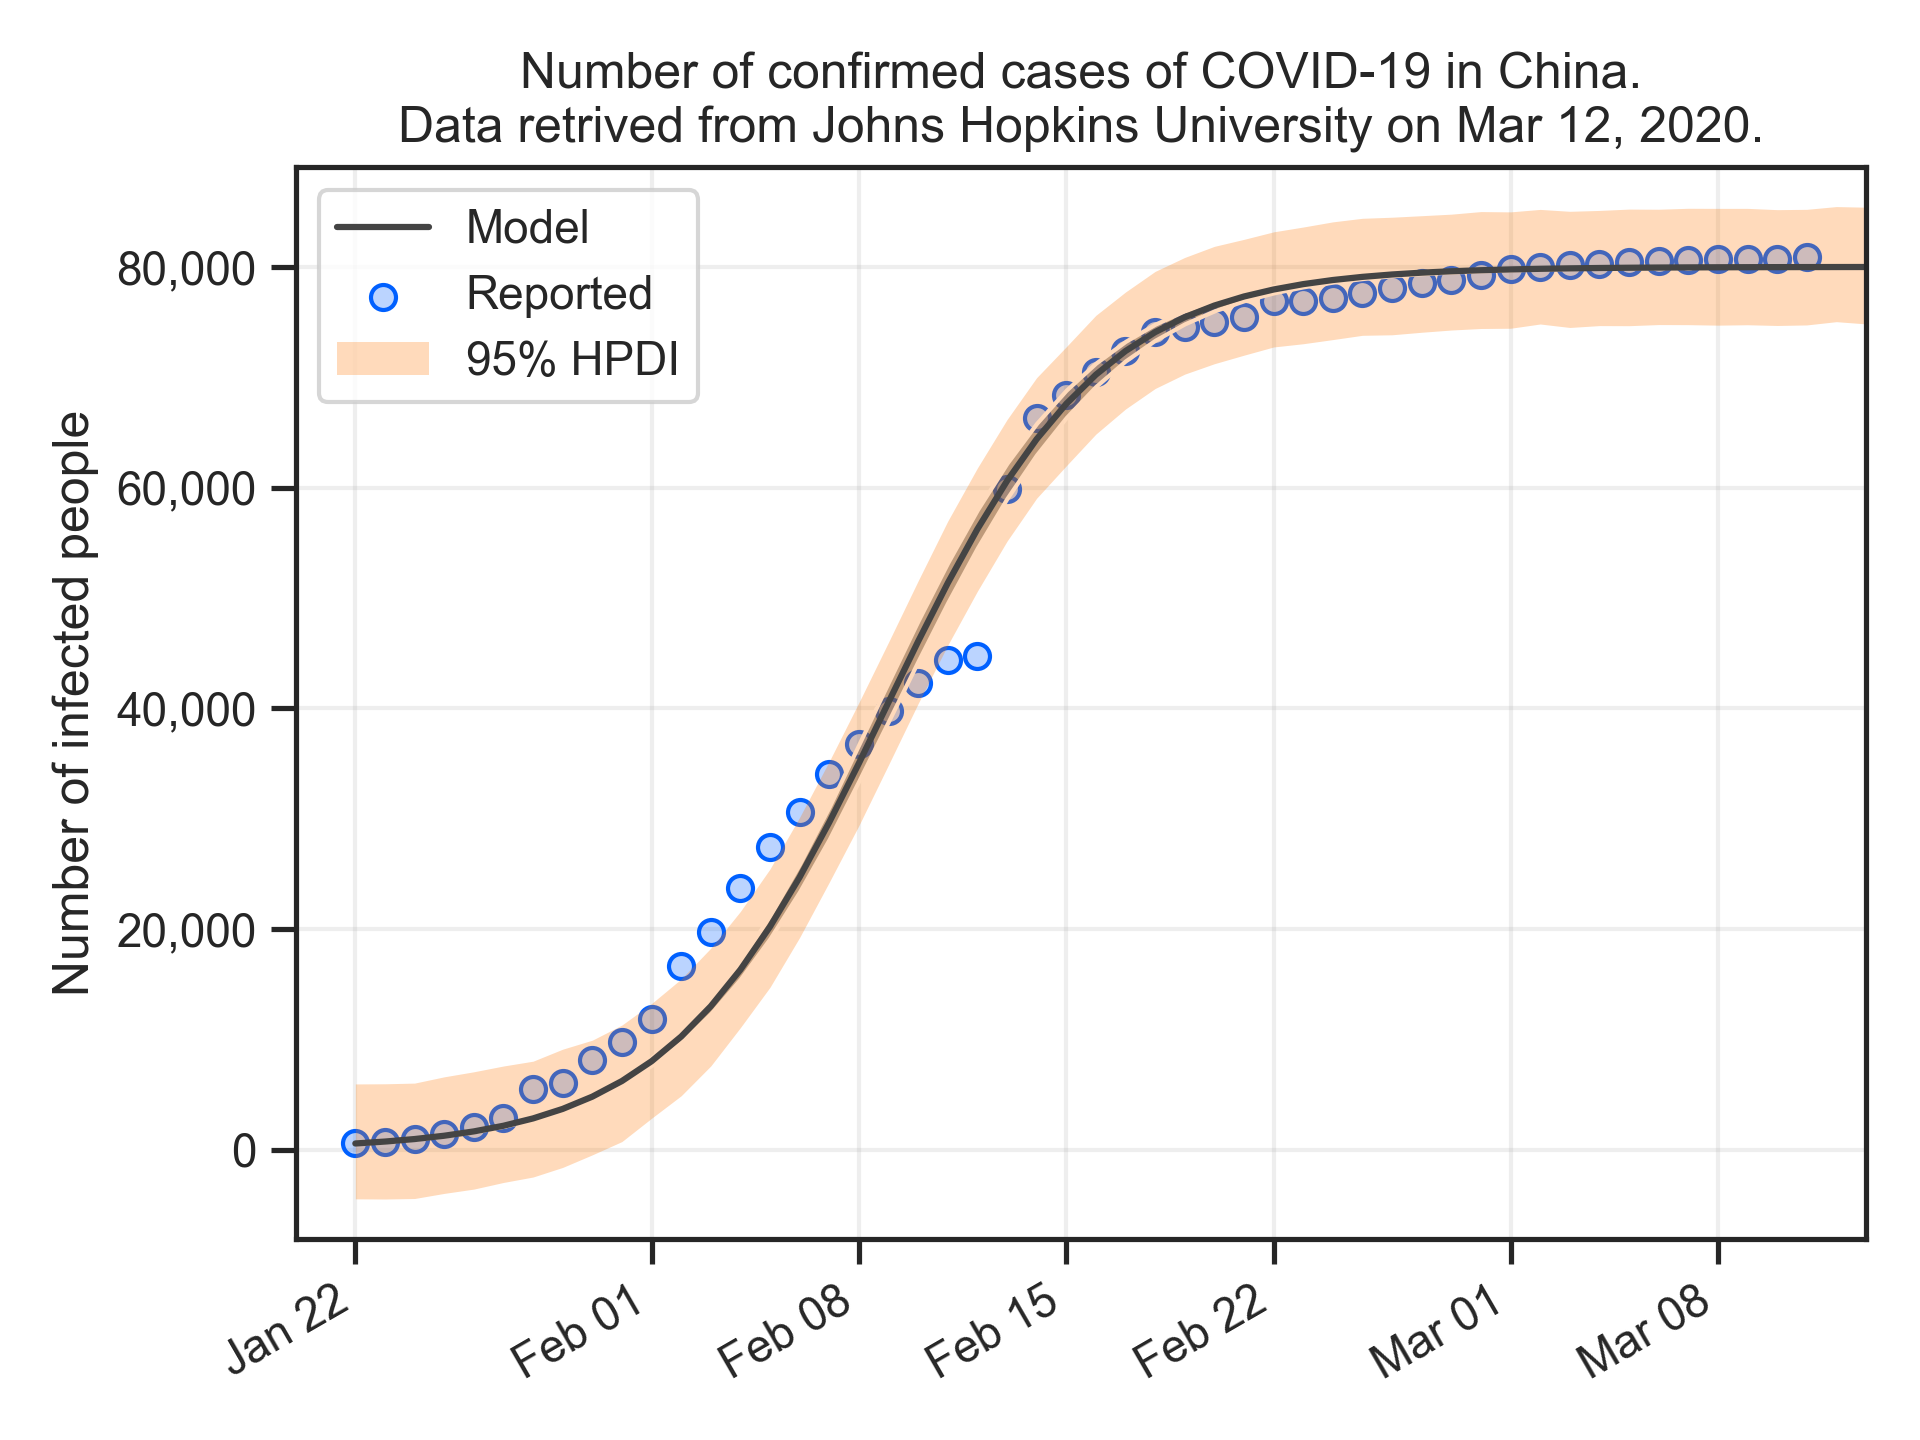 Number of confirmed cases of COVID-19 in China.
Data retrived from Johns Hopkins University on Mar 12, 2020.
Model
Reported
95% HPDI
Number of infected people
80,000
60,000
40,000
20,000
0
Jan 22
Feb 01
Feb 08
Feb 15
Feb 22
Mar 01
Mar 08